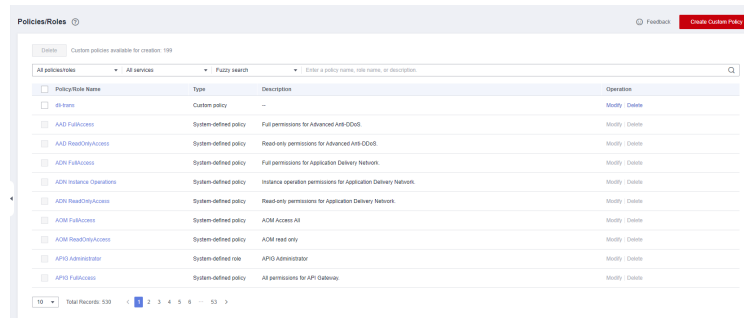 Policies/Roles
Feedback
Create Custom Policy
Delete Custom policies available for creation: 199
All policies/roles All services Fuzzy search Enter a policy name, role name, or description.
Policy/Role Name Type Description Operation
Custom policy -- Modify Delete
AAD FullAccess System-defined policy Full permissions for Advanced Anti-DDoS. Modify Delete
AAD ReadOnlyAccess System-defined policy Read-only permissions for Advanced Anti-DDoS. Modify Delete
ADN FullAccess System-defined policy Full permissions for Application Delivery Network. Modify Delete
ADN Instance Operations System-defined policy Instance operation permissions for Application Delivery Network. Modify Delete
ADN ReadOnlyAccess System-defined policy Read-only permissions for Application Delivery Network. Modify Delete
AOM FullAccess System-defined policy AOM Access All Modify Delete
AOM ReadOnlyAccess System-defined policy AOM read only Modify Delete
APIG Administrator System-defined role APIG Administrator Modify Delete
APIG FullAccess System-defined policy All permissions for API Gateway. Modify Delete
10 Total Records: 530 < 1 2 3 4 5 6 ··· 53 >